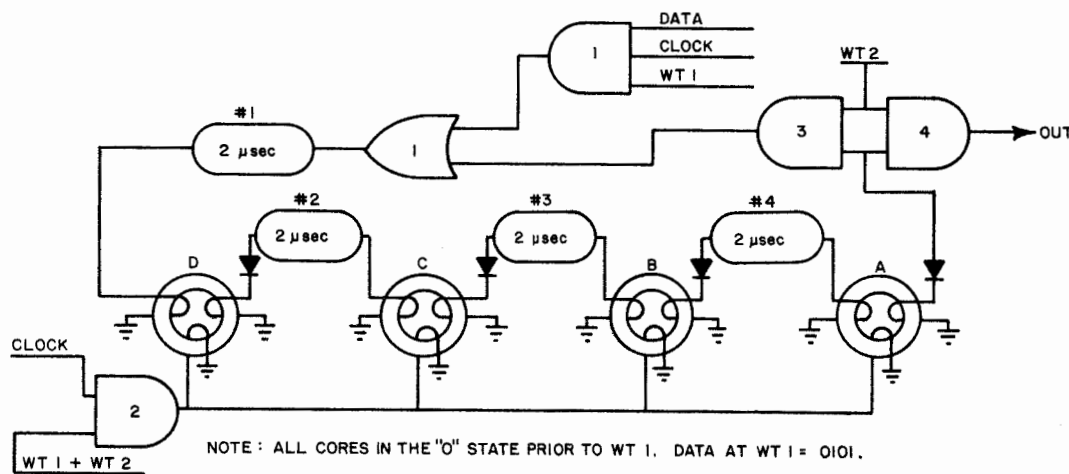 DATA
CLOCK
WT 1
1
WT 2
3
4
OUT
#1
2 μsec
1
#2
2 μsec
#3
2 μsec
#4
2 μsec
D
C
B
A
CLOCK
2
WT 1 + WT 2
NOTE: ALL CORES IN THE "0" STATE PRIOR TO WT 1. DATA AT WT 1 = 0101.